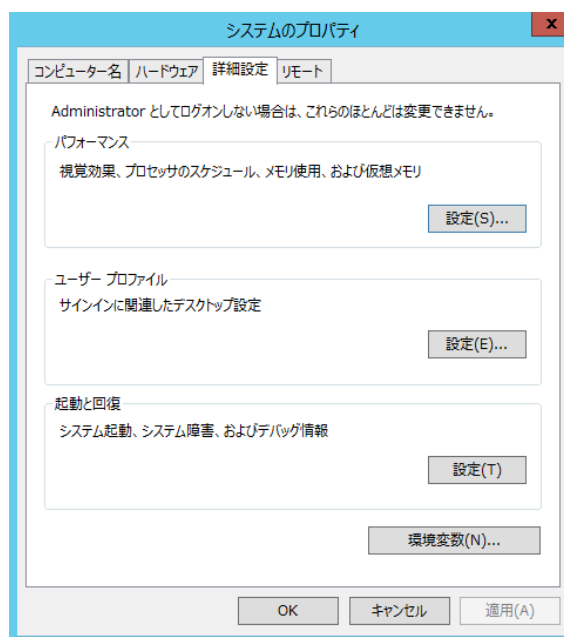 システムのプロパティ
x
コンピューター名 ハードウェア 詳細設定 リモート
Administrator としてログオンしない場合は、これらのほとんどは変更できません。
パフォーマンス
視覚効果、プロセッサのスケジュール、メモリ使用、および仮想メモリ
設定(S)...
ユーザー プロファイル
サインインに関連したデスクトップ設定
設定(E)...
起動と回復
システム起動、システム障害、およびデバッグ情報
設定(T)
環境変数(N)...
OK キャンセル 適用(A)